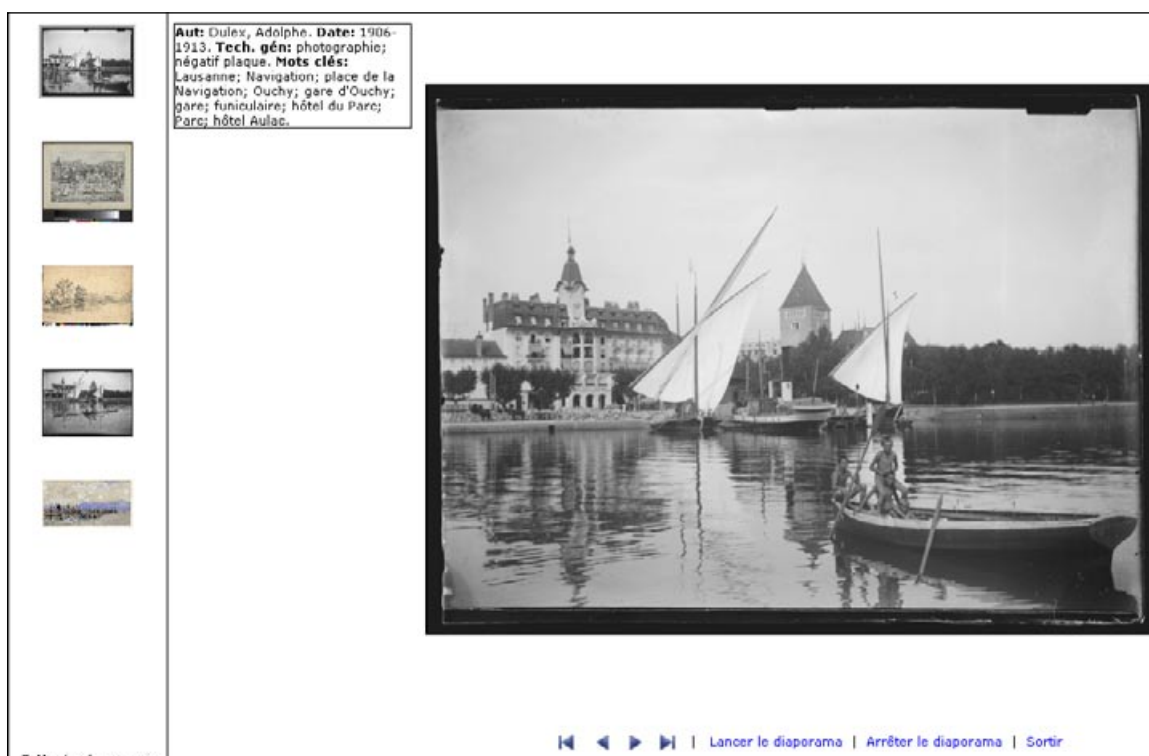 Aut: Dulex, Adolphe. Date: 1906-
1913. Tech. gén: photographie;
négatif plaque. Mots clés:
Lausanne; Navigation; place de la
Navigation; Ouchy; gare d'Ouchy;
gare; funiculaire; hôtel du Parc;
Parc; hôtel Aulac.
| Lancer le diaporama | Arrêter le diaporama | Sortir